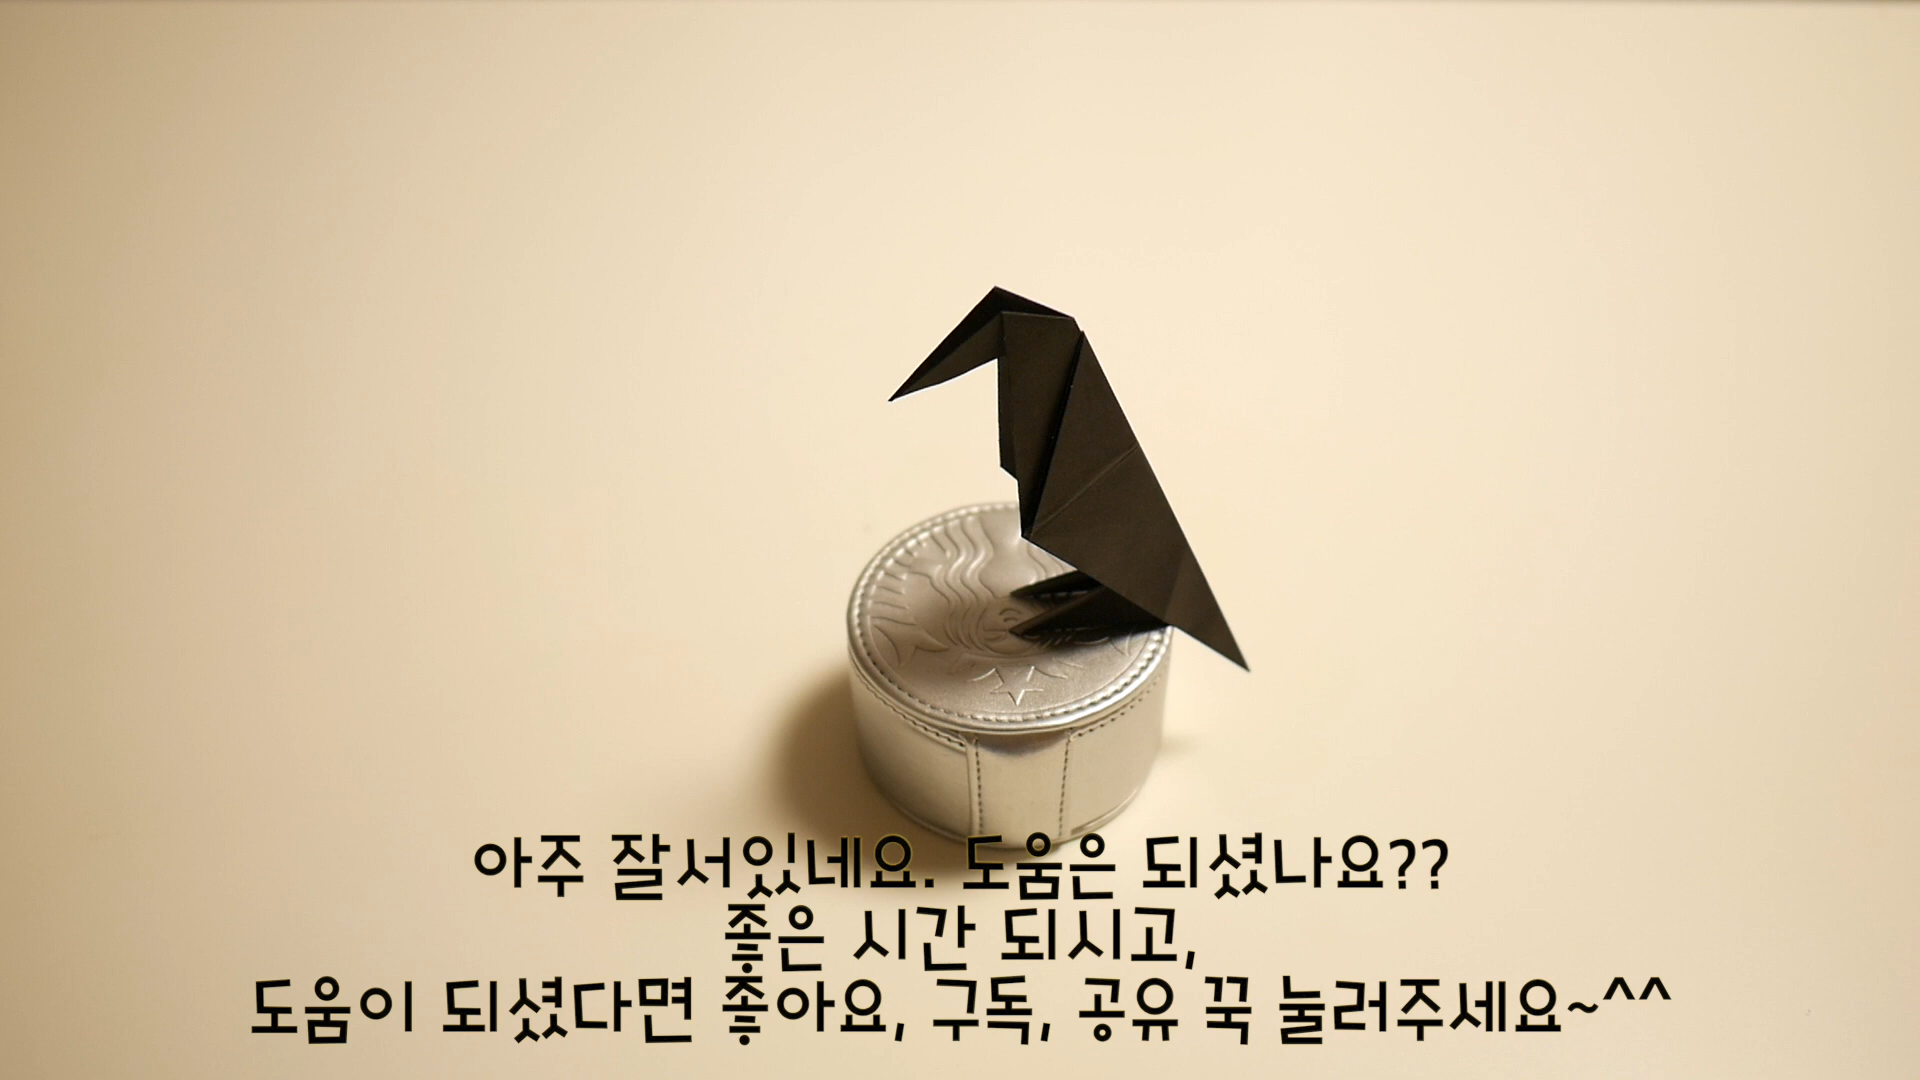 아주 잘서있네요. 도움은 되셨나요??
좋은 시간 되시고,
도움이 되셨다면 좋아요, 구독, 공유 꾹 눌러주세요~^^